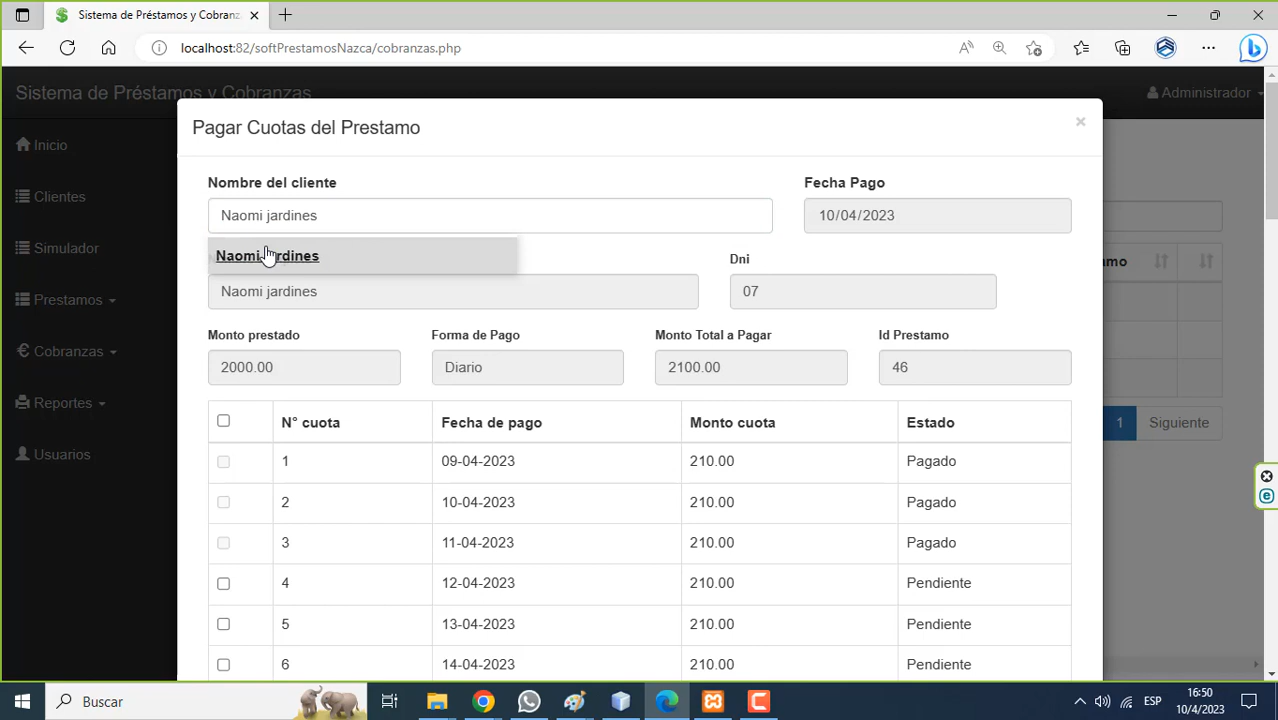 Sistema de Préstamos y Cobranz
localhost:82/softPrestamosNazca/cobranzas.php
Sistema de Préstamos y Cobranzas
Administrador
Inicio
Clientes
Simulador
Prestamos
Cobranzas
Reportes
Usuarios
Pagar Cuotas del Prestamo
×
Nombre del cliente
Fecha Pago
Naomi jardines
10/04/2023
Naomi jardines
Dni
Naomi jardines
07
Monto prestado
Forma de Pago
Monto Total a Pagar
Id Prestamo
2000.00
Diario
2100.00
46
N° cuota
Fecha de pago
Monto cuota
Estado
1 09-04-2023 210.00 Pagado
2 10-04-2023 210.00 Pagado
3 11-04-2023 210.00 Pagado
4 12-04-2023 210.00 Pendiente
5 13-04-2023 210.00 Pendiente
6 14-04-2023 210.00 Pendiente
1
Siguiente
Buscar
ESP
16:50
10/4/2023